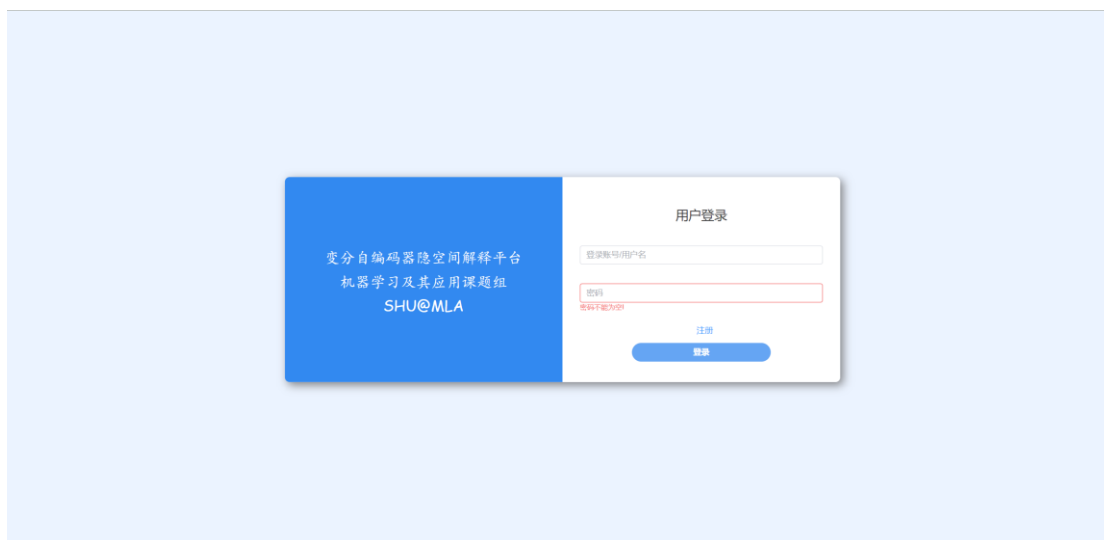 变分自编码器隐空间解释平台
机器学习及其应用课题组
SHU@MLA
用户登录
登录账号/用户名
密码
密码不能为空!
注册
登录